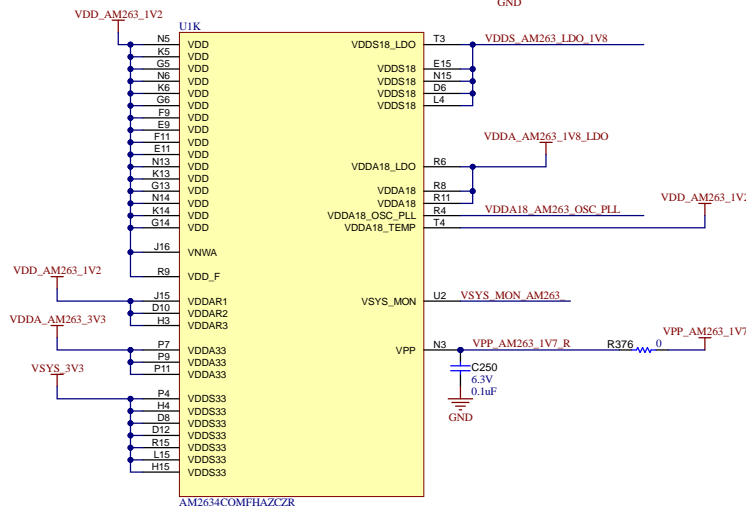 GND
VDD_AM263_1V2
U1K
N5 VDD VDDS18_LDO T3 VDDS_AM263_LDO_1V8
K5 VDD
G5 VDD VDDS18 E15
N6 VDD VDDS18 N15
K6 VDD VDDS18 D6
G6 VDD VDDS18 L4
F9 VDD
E9 VDD
F11 VDD
E11 VDD
VDDA_AM263_1V8_LDO
N13 VDD VDDA18_LDO R6
K13 VDD
G13 VDD VDDA18 R8
N14 VDD VDDA18 R11
VDD_AM263_1V2
K14 VDD VDDA18_OSC_PLL R4 VDDA18_AM263_OSC_PLL
G14 VDD VDDA18_TEMP T4
J16 VNWA
R9 VDD_F
VDD_AM263_1V2
J15 VDDAR1 VSYS_MON U2 VSYS_MON_AM263_
D10 VDDAR2
H3 VDDAR3
VDDA_AM263_3V3
P7 VDDA33 VPP N3 VPP_AM263_1V7_R R376 0 VPP_AM263_1V7
P9 VDDA33
P11 VDDA33
C250
6.3V
0.1uF
GND
VSYS_3V3
P4 VDDS33
H4 VDDS33
D8 VDDS33
D12 VDDS33
R15 VDDS33
L15 VDDS33
H15 VDDS33
AM2634COMFHAZCZR